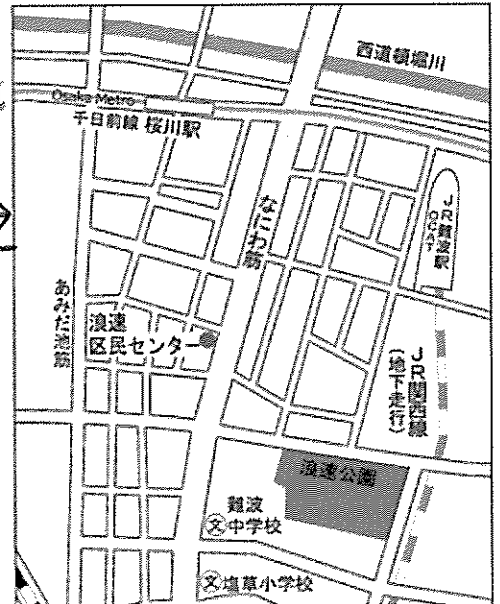 西道頓堀川
Osaka Metro
千日前線 桜川駅
なにわ筋
JR難波駅
OCAT
あみだ池筋
浪速
区民センター
JR関西線
(地下走行)
浪速公園
難波
文中学校
文塩草小学校